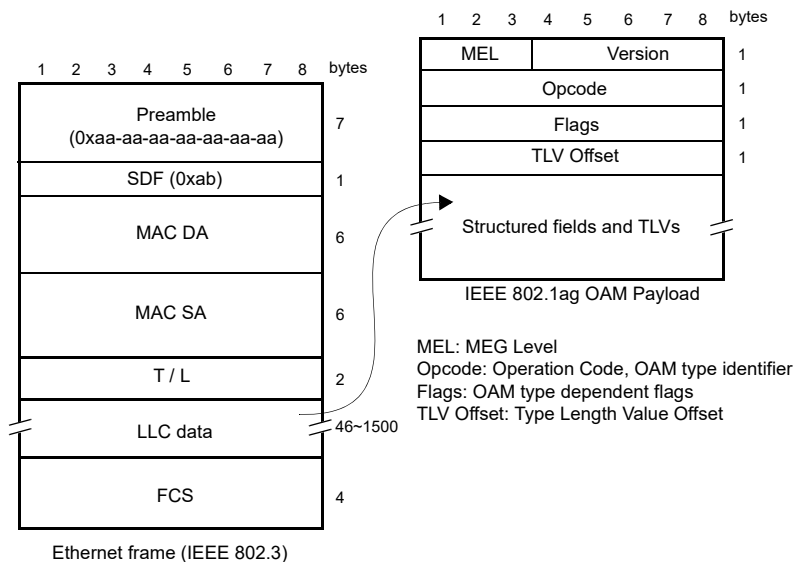 1 2 3 4 5 6 7 8 bytes
Preamble
(0xaa-aa-aa-aa-aa-aa-aa)
7
SDF (0xab)
1
MAC DA
6
MAC SA
6
T / L
2
LLC data
46~1500
FCS
4
Ethernet frame (IEEE 802.3)
1 2 3 4 5 6 7 8 bytes
MEL Version 1
Opcode 1
Flags 1
TLV Offset 1
Structured fields and TLVs
IEEE 802.1ag OAM Payload
MEL: MEG Level
Opcode: Operation Code, OAM type identifier
Flags: OAM type dependent flags
TLV Offset: Type Length Value Offset